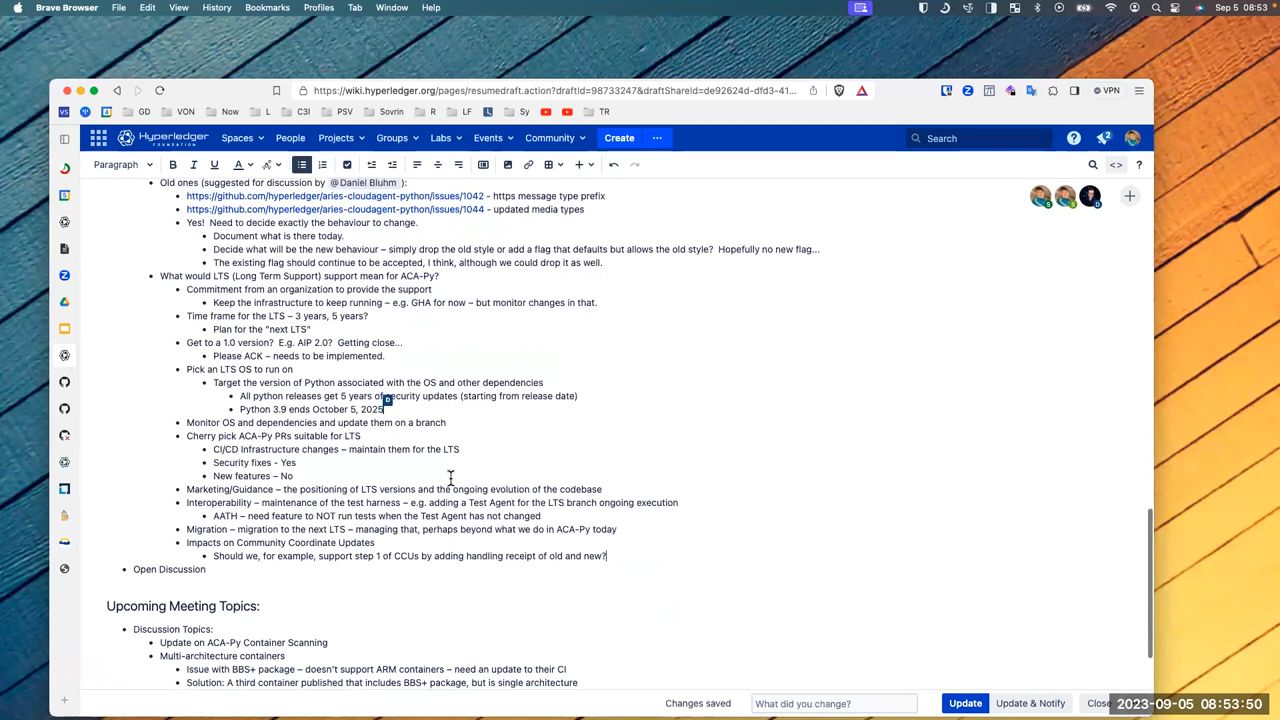 Brave Browser File Edit View History Bookmarks Profiles Tab Window Help Sep 5 08:53
https://wiki.hyperledger.org/pages/resumedraft.action?draftId=98733247&draftShareId=de92624d-dfd3-41... VPN
GD VON Now L C3I PSV Sovrin R LF Sy TR
HYPERLEDGER FOUNDATION Spaces People Projects Groups Labs Events Community Create ... Search 2
Paragraph B I U A
Old ones (suggested for discussion by @Daniel Bluhm ):
https://github.com/hyperledger/aries-cloudagent-python/issues/1042 - https message type prefix
https://github.com/hyperledger/aries-cloudagent-python/issues/1044 - updated media types
Yes! Need to decide exactly the behaviour to change.
Document what is there today.
Decide what will be the new behaviour – simply drop the old style or add a flag that defaults but allows the old style? Hopefully no new flag...
The existing flag should continue to be accepted, I think, although we could drop it as well.
What would LTS (Long Term Support) support mean for ACA-Py?
Commitment from an organization to provide the support
Keep the infrastructure to keep running – e.g. GHA for now – but monitor changes in that.
Time frame for the LTS – 3 years, 5 years?
Plan for the "next LTS"
Get to a 1.0 version? E.g. AIP 2.0? Getting close...
Please ACK – needs to be implemented.
Pick an LTS OS to run on
Target the version of Python associated with the OS and other dependencies
All python releases get 5 years of security updates (starting from release date)
D
Python 3.9 ends October 5, 2025
Monitor OS and dependencies and update them on a branch
Cherry pick ACA-Py PRs suitable for LTS
CI/CD Infrastructure changes – maintain them for the LTS
Security fixes - Yes
New features – No
Marketing/Guidance – the positioning of LTS versions and the ongoing evolution of the codebase
Interoperability – maintenance of the test harness – e.g. adding a Test Agent for the LTS branch ongoing execution
AATH – need feature to NOT run tests when the Test Agent has not changed
Migration – migration to the next LTS – managing that, perhaps beyond what we do in ACA-Py today
Impacts on Community Coordinate Updates
Should we, for example, support step 1 of CCUs by adding handling receipt of old and new?
Open Discussion
Upcoming Meeting Topics:
Discussion Topics:
Update on ACA-Py Container Scanning
Multi-architecture containers
Issue with BBS+ package – doesn't support ARM containers – need an update to their CI
Solution: A third container published that includes BBS+ package, but is single architecture
Changes saved What did you change? Update Update & Notify Close
2023-09-05 08:53:50